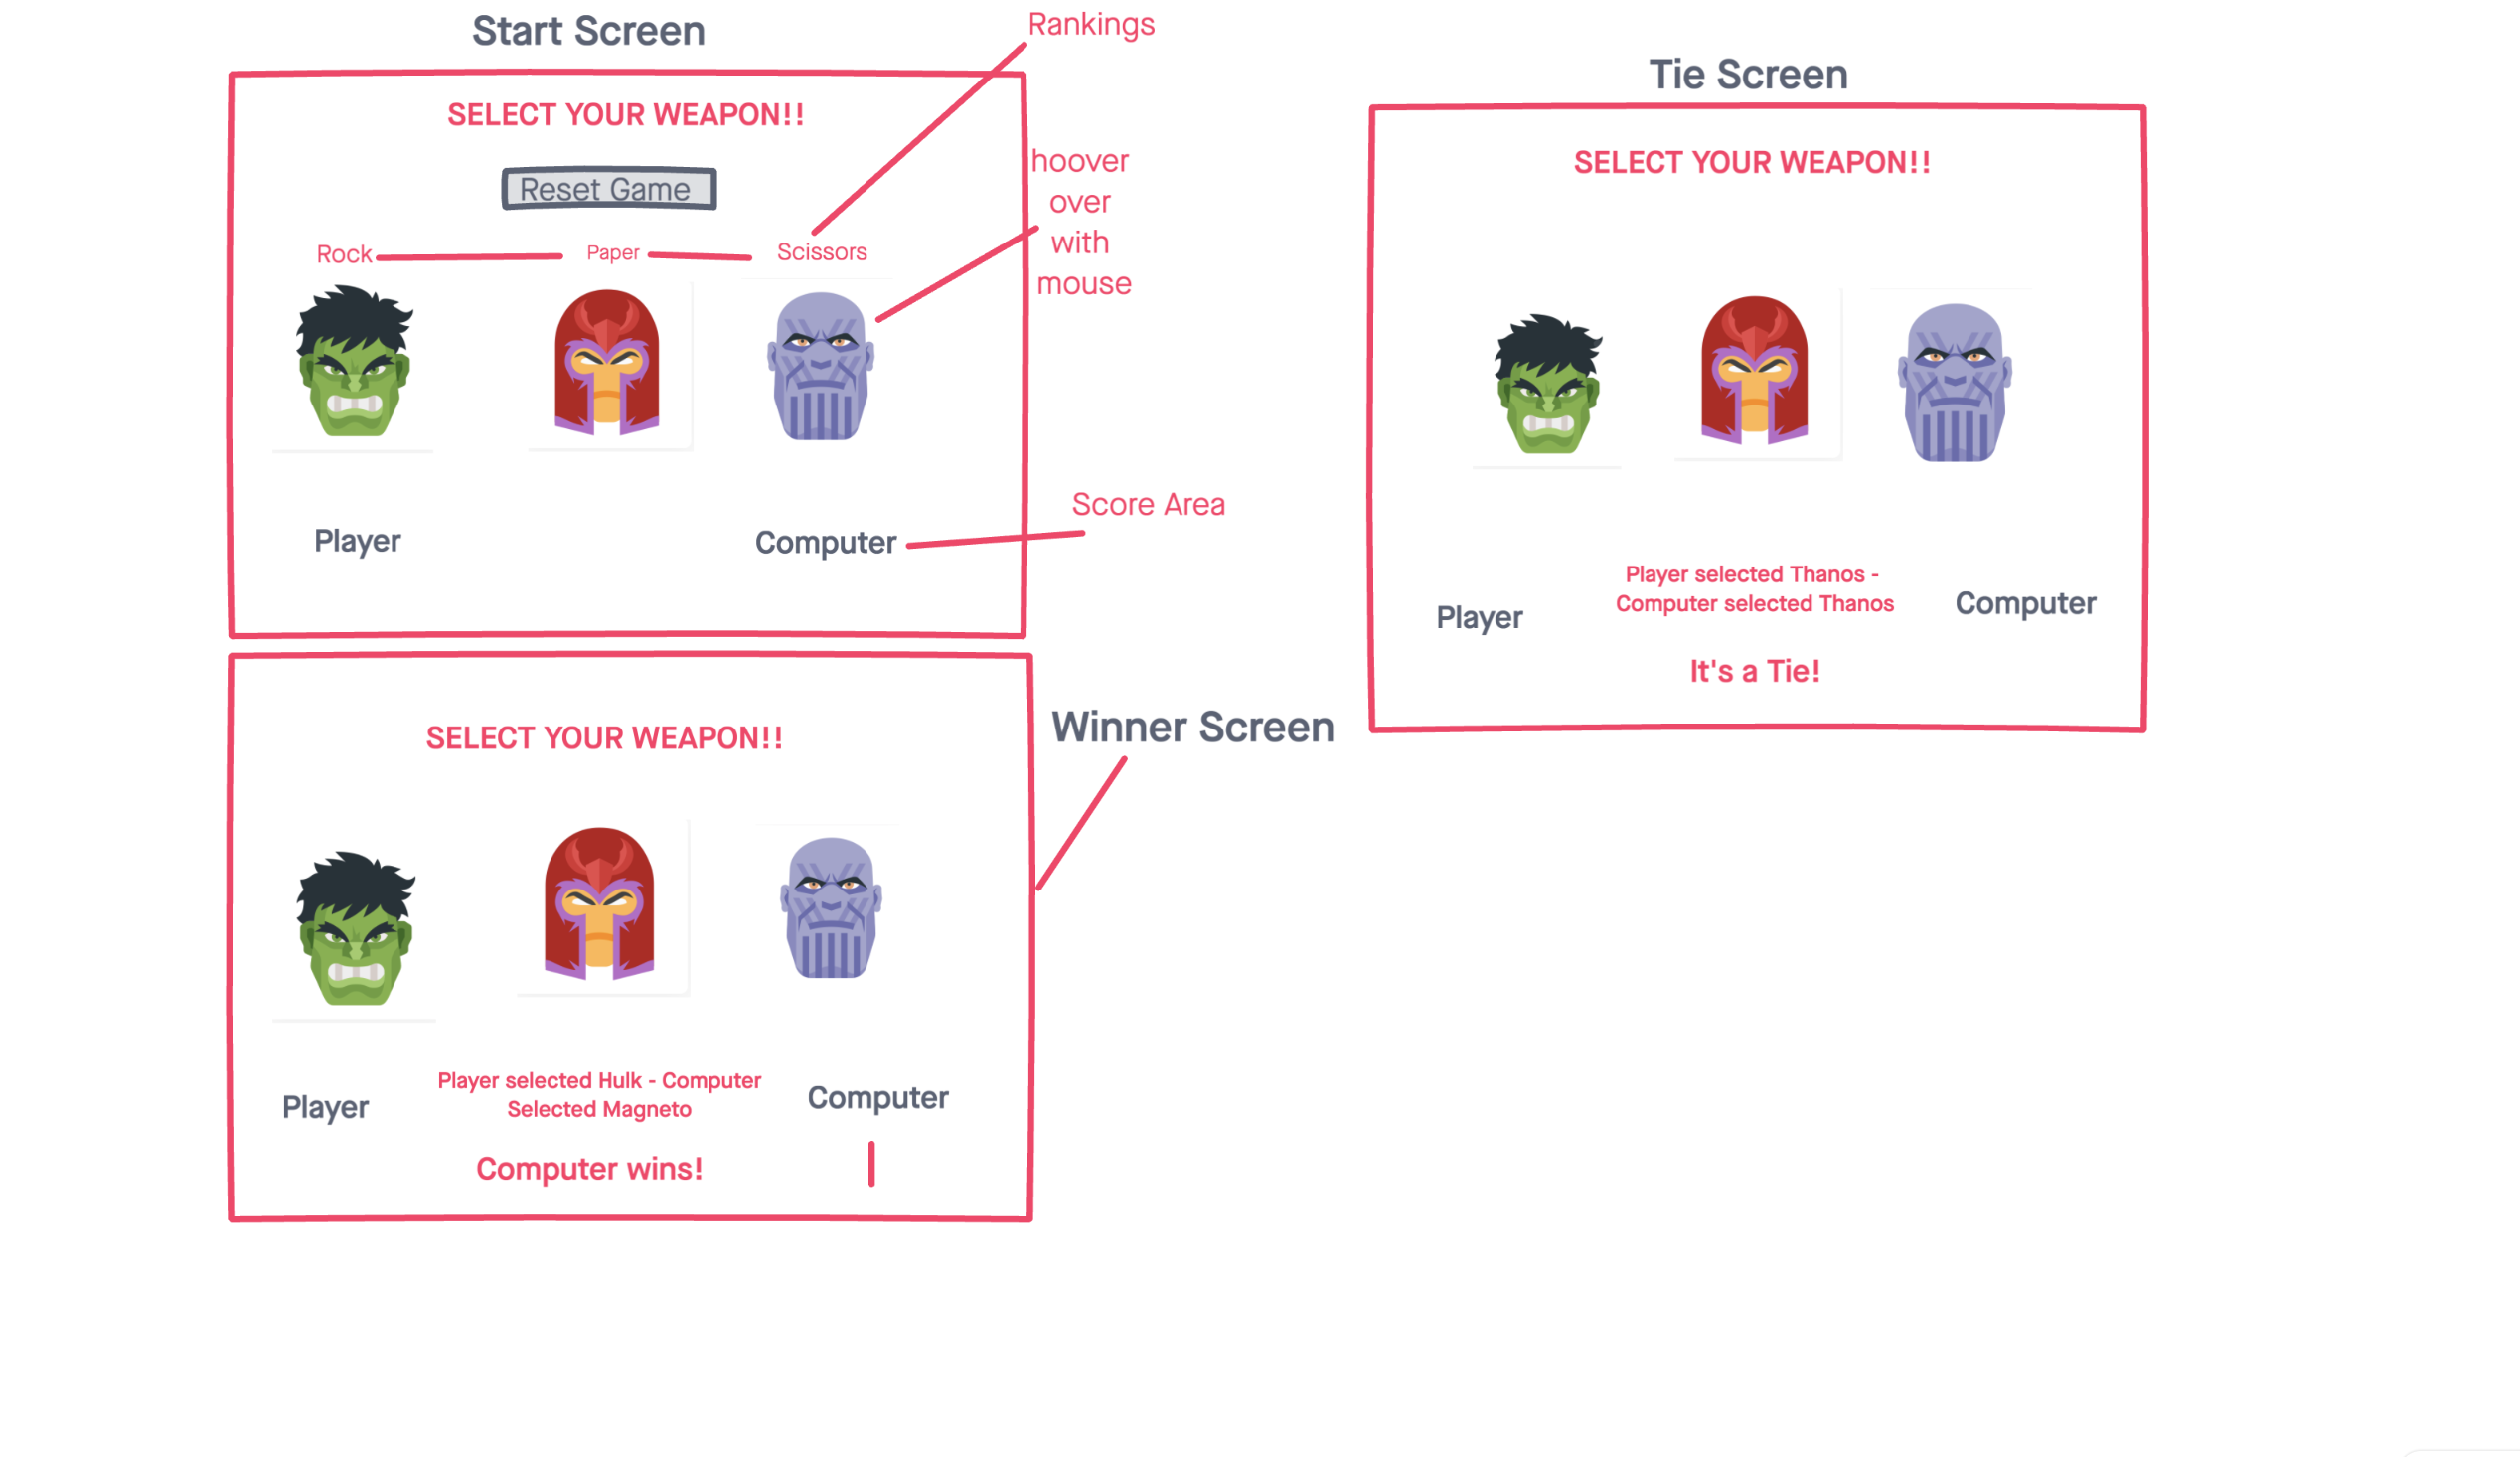 Start Screen
Rankings
SELECT YOUR WEAPON!!
Reset Game
hoover
over
with
mouse
Rock
Paper
Scissors
Score Area
Player
Computer
Tie Screen
SELECT YOUR WEAPON!!
Player selected Thanos -
Computer selected Thanos
Player
Computer
It's a Tie!
Winner Screen
SELECT YOUR WEAPON!!
Player selected Hulk - Computer
Selected Magneto
Player
Computer
Computer wins!